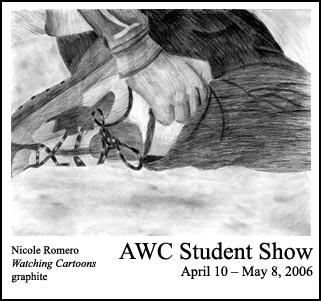 Nicole Romero
Watching Cartoons
graphite
AWC Student Show
April 10 – May 8, 2006